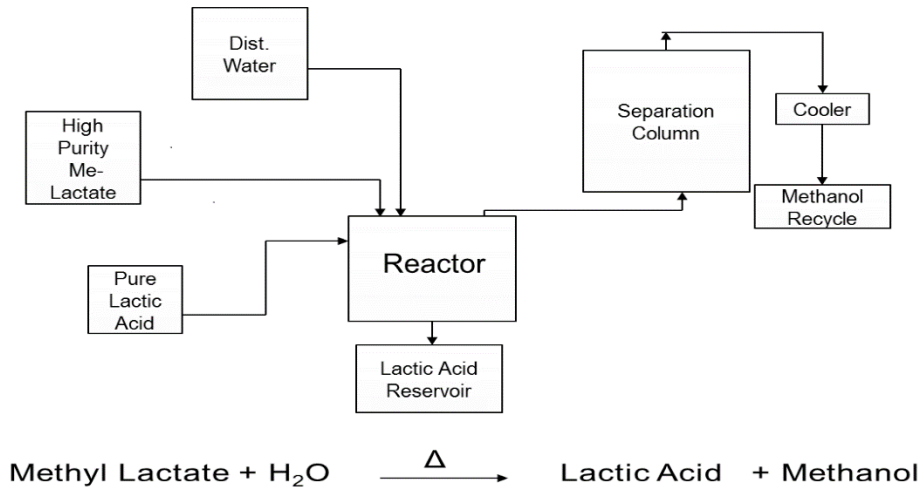 Dist.
Water
High
Purity
Me-
Lactate
Pure
Lactic
Acid
Reactor
Lactic Acid
Reservoir
Separation
Column
Cooler
Methanol
Recycle
Δ
Methyl Lactate + H₂O Lactic Acid + Methanol